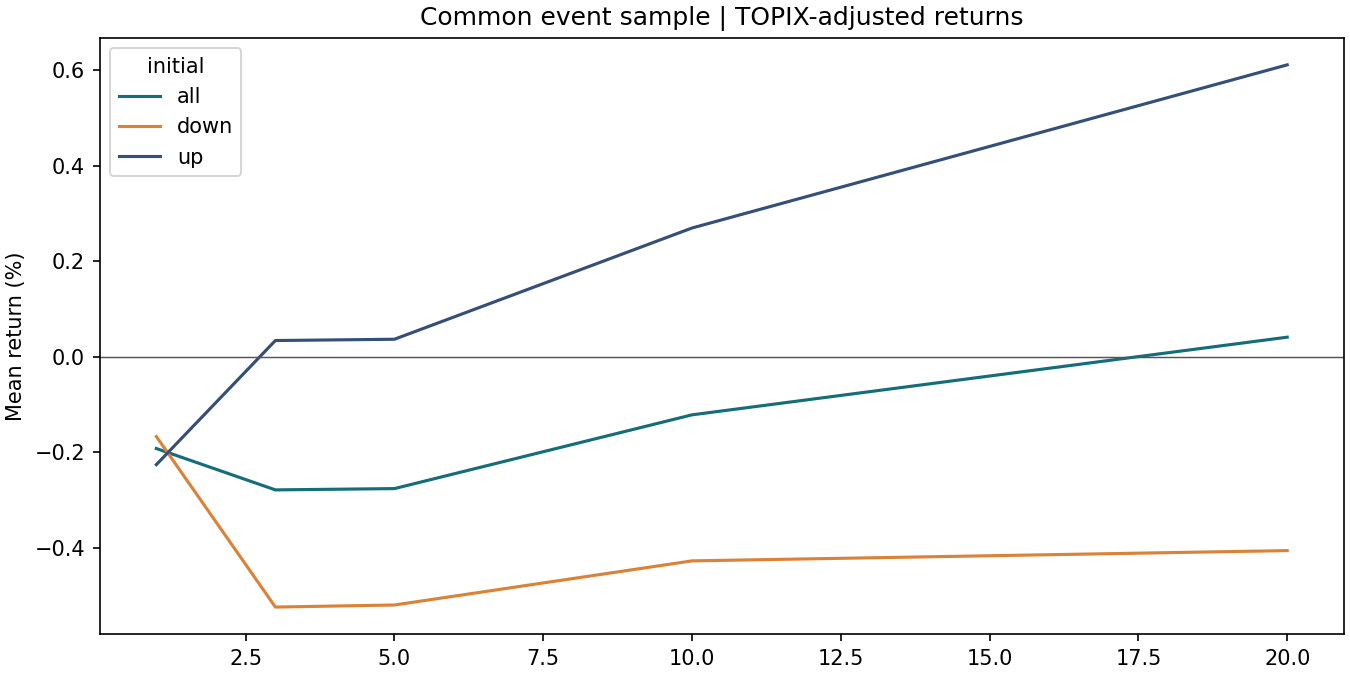 Common event sample | TOPIX-adjusted returns
initial
all
down
up
Mean return (%)
0.6
0.4
0.2
0.0
−0.2
−0.4
2.5 5.0 7.5 10.0 12.5 15.0 17.5 20.0